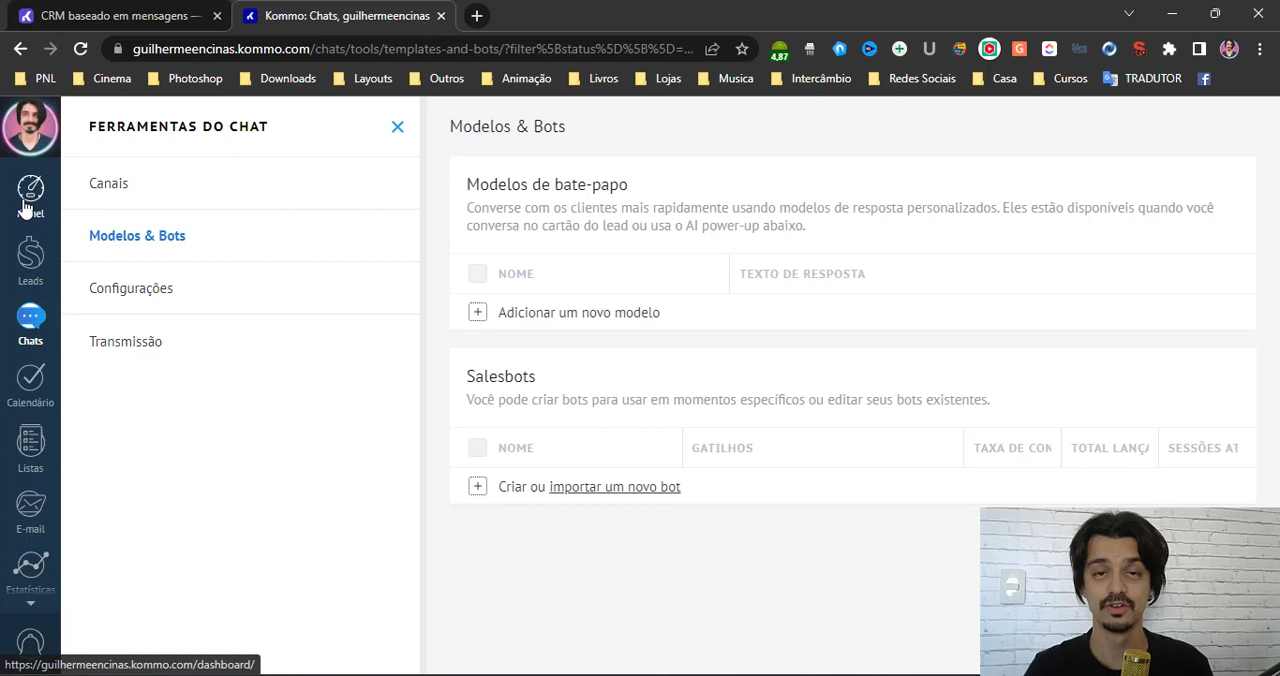 CRM baseado em mensagens —
Kommo: Chats, guilhermeencinas
guilhermeencinas.kommo.com/chats/tools/templates-and-bots/?filter%5Bstatus%5D%5B%5D=...
4,87
PNL
Cinema
Photoshop
Downloads
Layouts
Outros
Animação
Livros
Lojas
Musica
Intercâmbio
Redes Sociais
Casa
Cursos
TRADUTOR
Leads
Chats
Calendário
Listas
E-mail
Estatísticas
FERRAMENTAS DO CHAT
Canais
Modelos & Bots
Configurações
Transmissão
Modelos & Bots
Modelos de bate-papo
Converse com os clientes mais rapidamente usando modelos de resposta personalizados. Eles estão disponíveis quando você
conversa no cartão do lead ou usa o AI power-up abaixo.
NOME
TEXTO DE RESPOSTA
Adicionar um novo modelo
Salesbots
Você pode criar bots para usar em momentos específicos ou editar seus bots existentes.
NOME
GATILHOS
TAXA DE CON
TOTAL LANÇA
SESSÕES AT
Criar ou importar um novo bot
https://guilhermeencinas.kommo.com/dashboard/